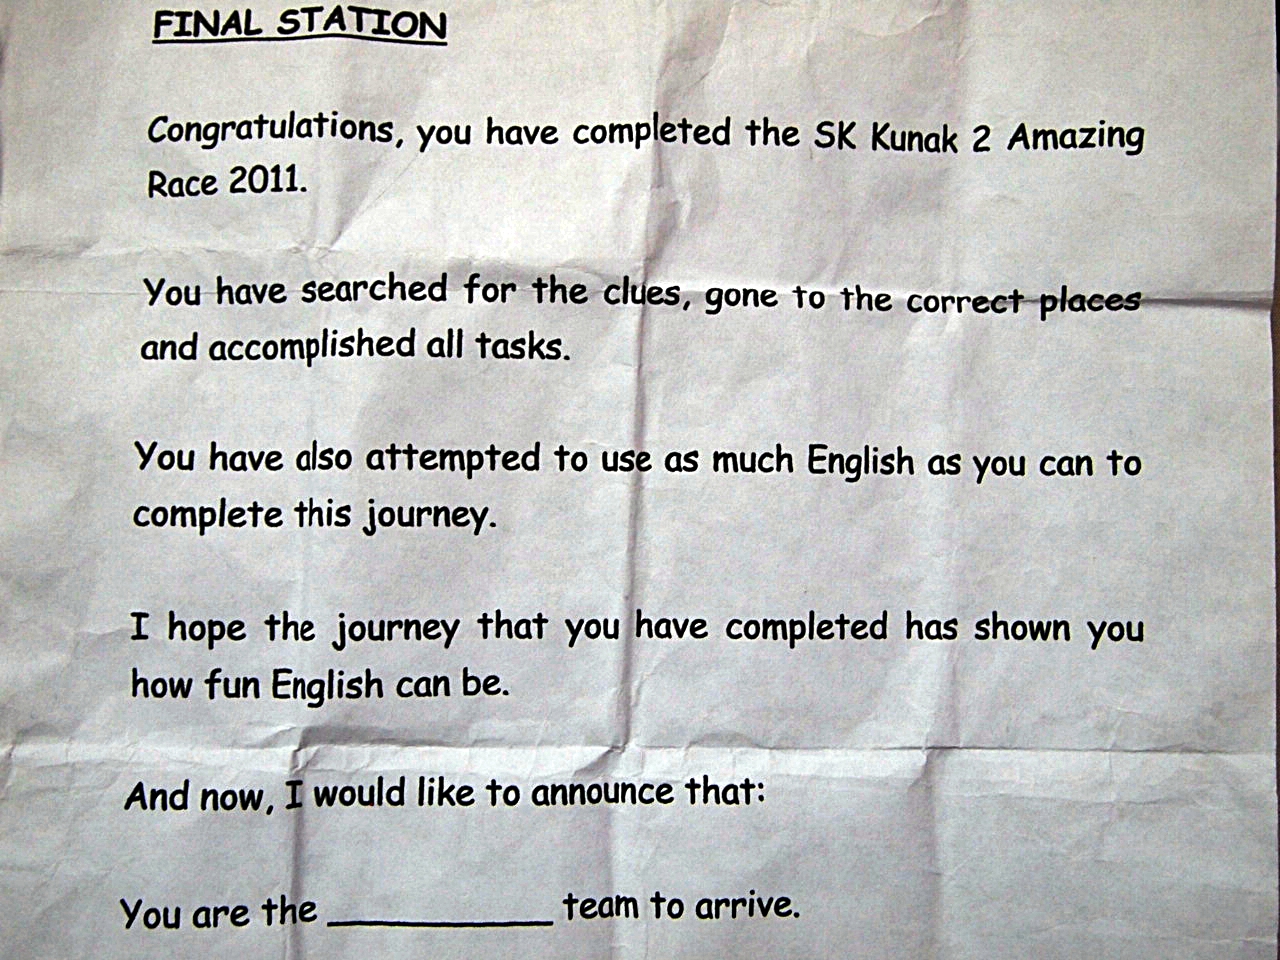 FINAL STATION
Congratulations, you have completed the SK Kunak 2 Amazing
Race 2011.
You have searched for the clues, gone to the correct places
and accomplished all tasks.
You have also attempted to use as much English as you can to
complete this journey.
I hope the journey that you have completed has shown you
how fun English can be.
And now, I would like to announce that:
You are the ____________ team to arrive.